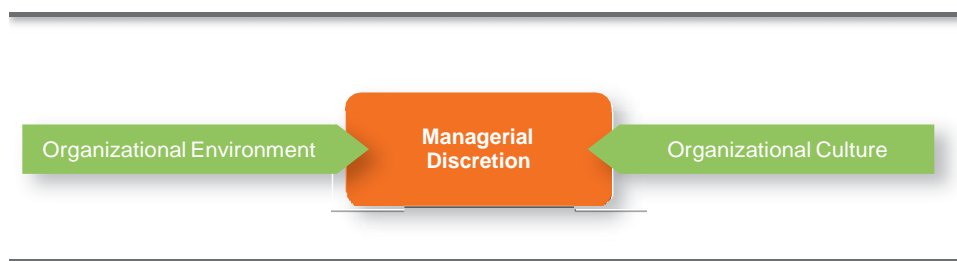 Organizational Environment
Managerial
Discretion
Organizational Culture